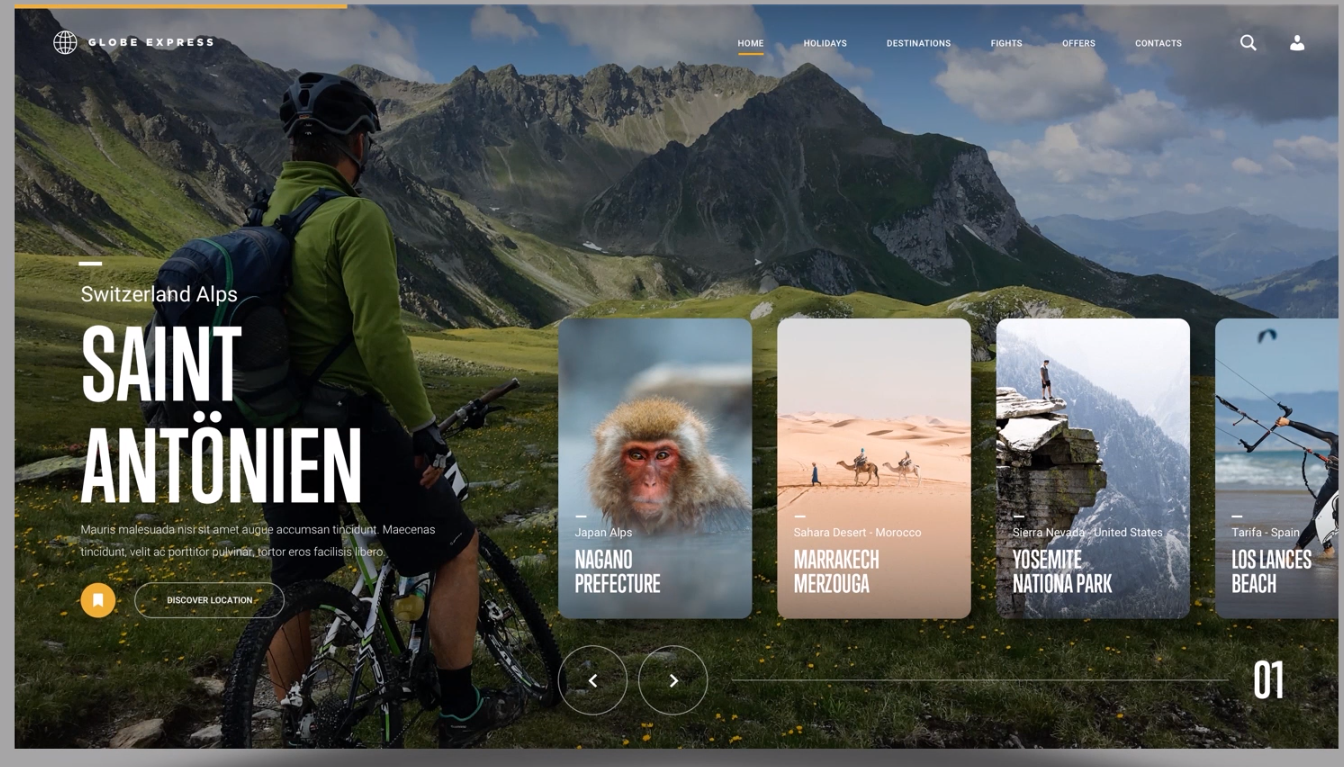 GLOBE EXPRESS
HOME HOLIDAYS DESTINATIONS FIGHTS OFFERS CONTACTS
Switzerland Alps
SAINT
ANTÖNIEN
Mauris malesuada nisi sit amet augue accumsan tincidunt. Maecenas
tincidunt, velit ac porttitor pulvinar, tortor eros facilisis libero.
DISCOVER LOCATION
Japan Alps
NAGANO
PREFECTURE
Sahara Desert - Morocco
MARRAKECH
MERZOUGA
Sierra Nevada - United States
YOSEMITE
NATIONA PARK
Tarifa - Spain
LOS LANCES
BEACH
01